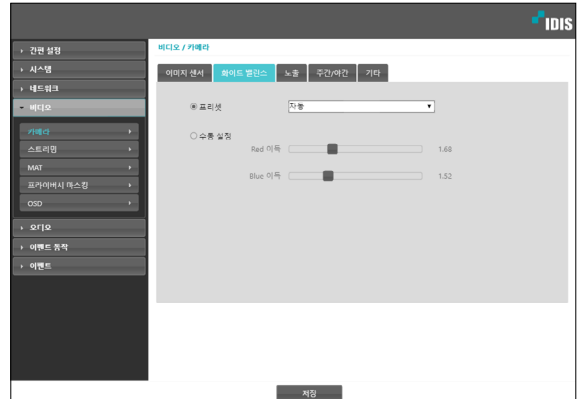 IDIS
간편 설정
시스템
네트워크
비디오
카메라
스트리밍
MAT
프라이버시 마스킹
OSD
오디오
이벤트 동작
이벤트
비디오 / 카메라
이미지 센서 화이트 밸런스 노출 주간/야간 기타
프리셋 자동
수동 설정
Red 이득 1.68
Blue 이득 1.52
저장